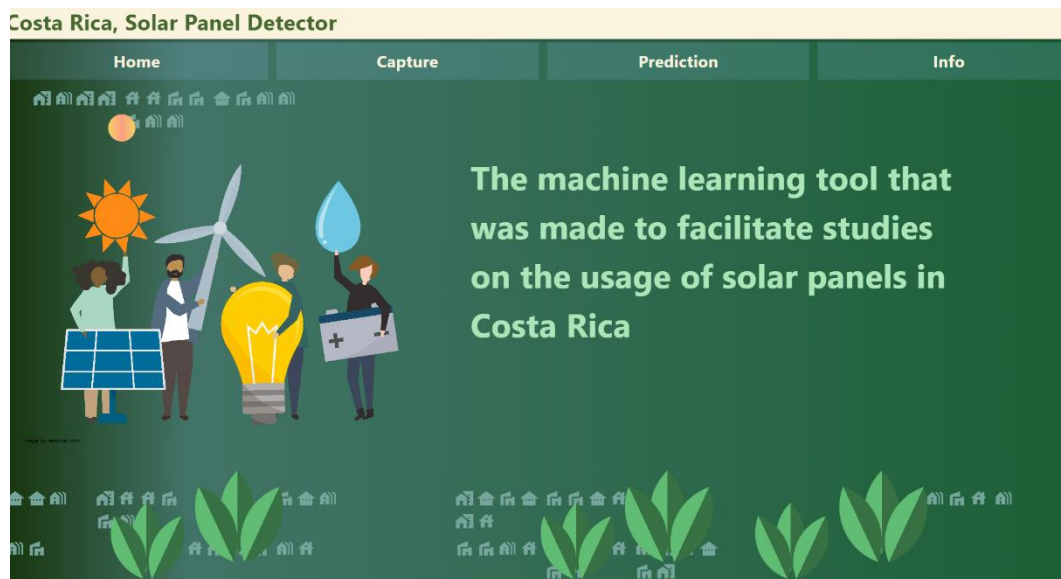 Costa Rica, Solar Panel Detector
Home Capture Prediction Info
The machine learning tool that
was made to facilitate studies
on the usage of solar panels in
Costa Rica